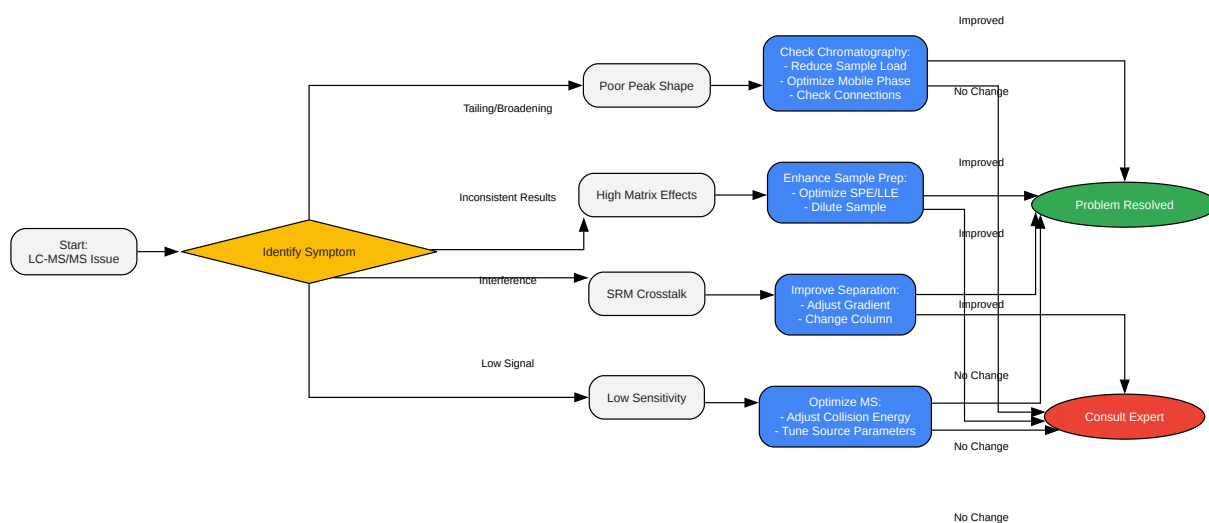 Start:
LC-MS/MS Issue
Identify Symptom
Tailing/Broadening
Inconsistent Results
Interference
Low Signal
Poor Peak Shape
High Matrix Effects
SRM Crosstalk
Low Sensitivity
Check Chromatography:
- Reduce Sample Load
- Optimize Mobile Phase
- Check Connections
Enhance Sample Prep:
- Optimize SPE/LLE
- Dilute Sample
Improve Separation:
- Adjust Gradient
- Change Column
Optimize MS:
- Adjust Collision Energy
- Tune Source Parameters
Improved
No Change
Improved
Improved
Improved
No Change
No Change
No Change
Problem Resolved
Consult Expert